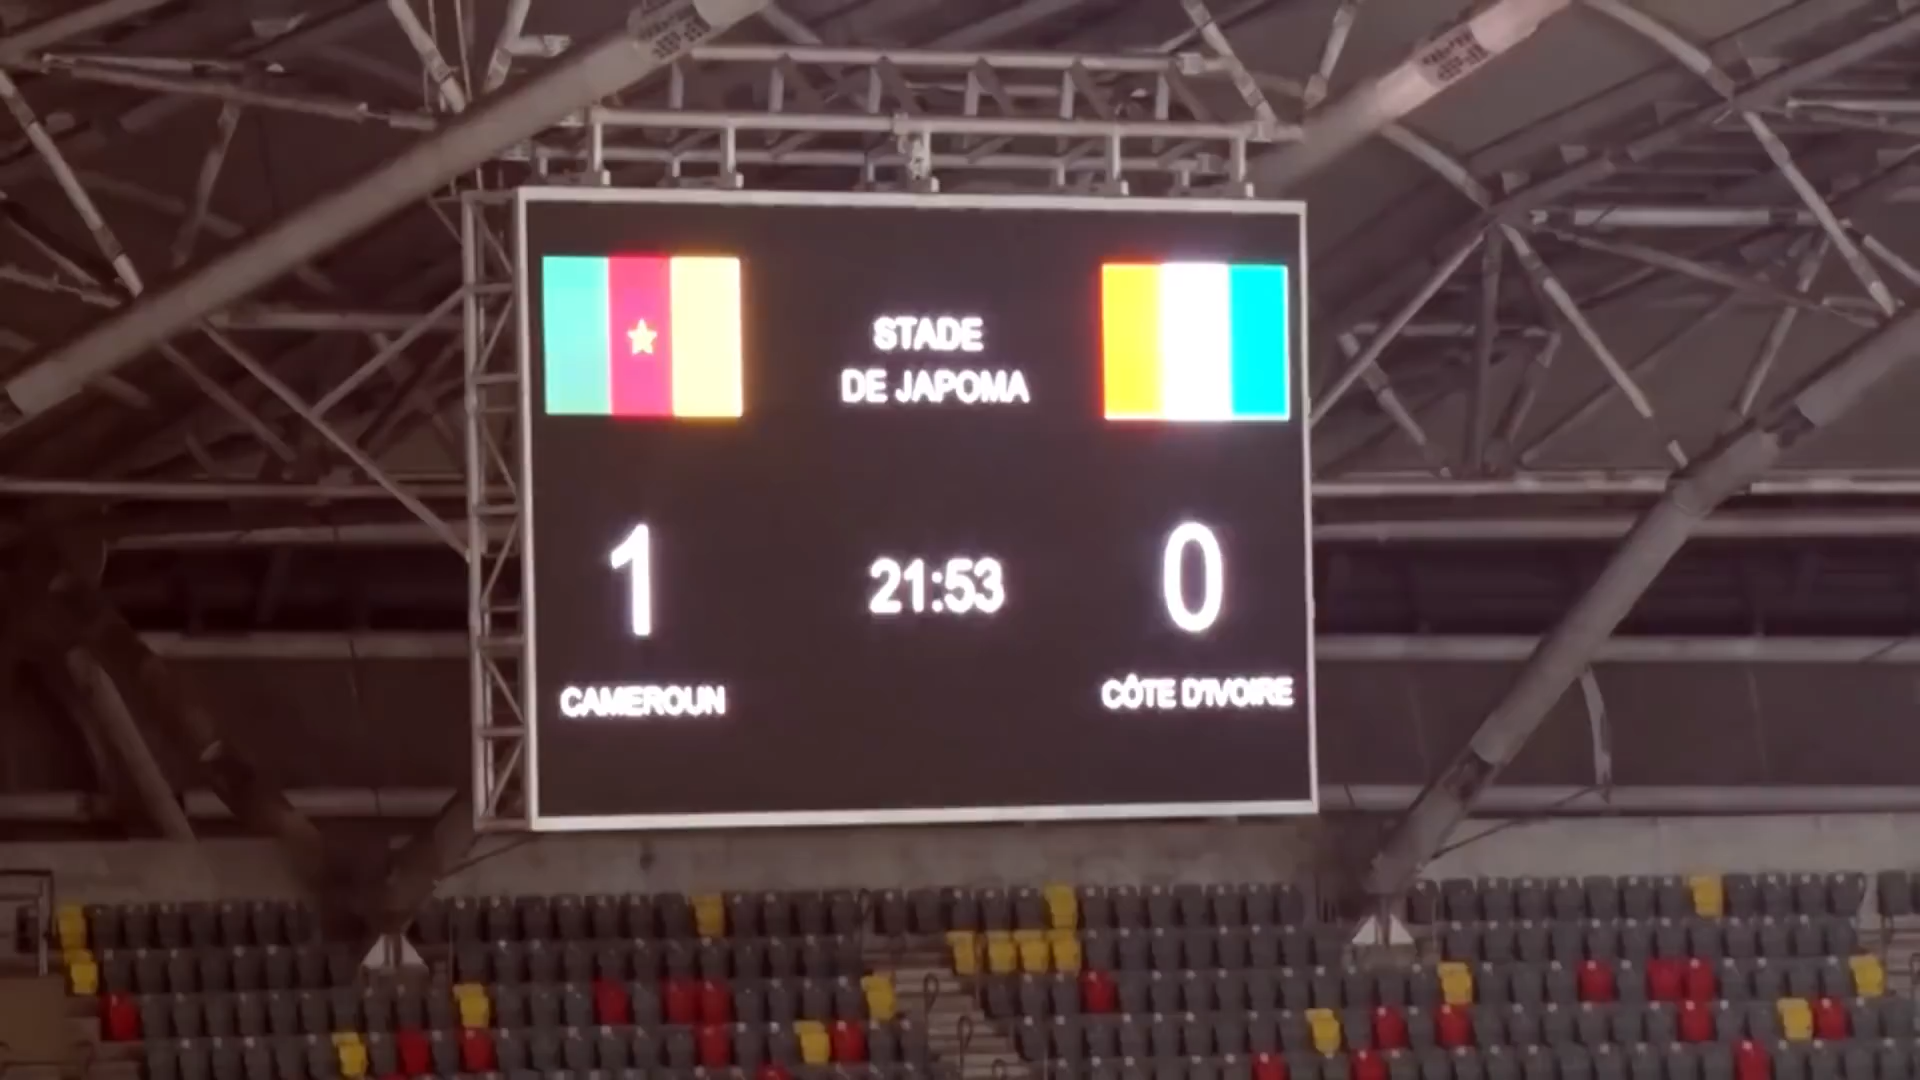 STADE
DE JAPOMA
1
21:53
0
CAMEROUN
CÔTE D'IVOIRE